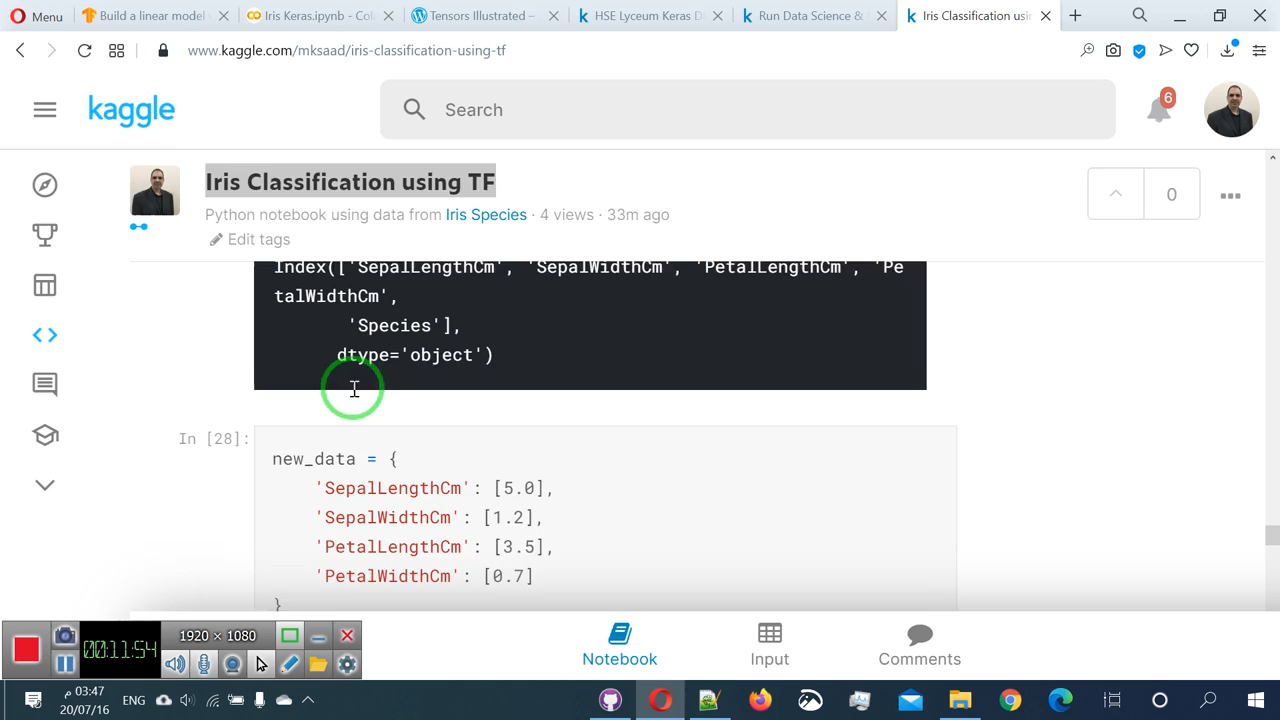 Menu
Build a linear model
Iris Keras.ipynb - Col
Tensors Illustrated –
HSE Lyceum Keras D
Run Data Science &
Iris Classification usin
www.kaggle.com/mksaad/iris-classification-using-tf
kaggle
Search
6
Iris Classification using TF
Python notebook using data from Iris Species · 4 views · 33m ago
Edit tags
0
Index(['SepalLengthCm', 'SepalWidthCm', 'PetalLengthCm', 'Pe
talWidthCm',
'Species'],
dtype='object')
In [28]:
new_data = {
'SepalLengthCm': [5.0],
'SepalWidthCm': [1.2],
'PetalLengthCm': [3.5],
'PetalWidthCm': [0.7]
}
00:11:54
1920 × 1080
Notebook
Input
Comments
03:47 م
20/07/16
ENG